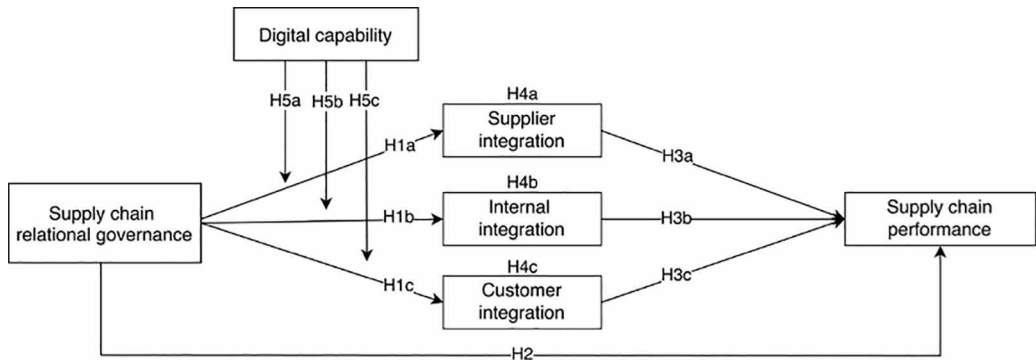 Digital capability
H5a
H5b
H5c
H4a
Supplier
integration
H1a
H3a
Supply chain
relational governance
H4b
Internal
integration
H1b
H3b
Supply chain
performance
H4c
Customer
integration
H1c
H3c
H2